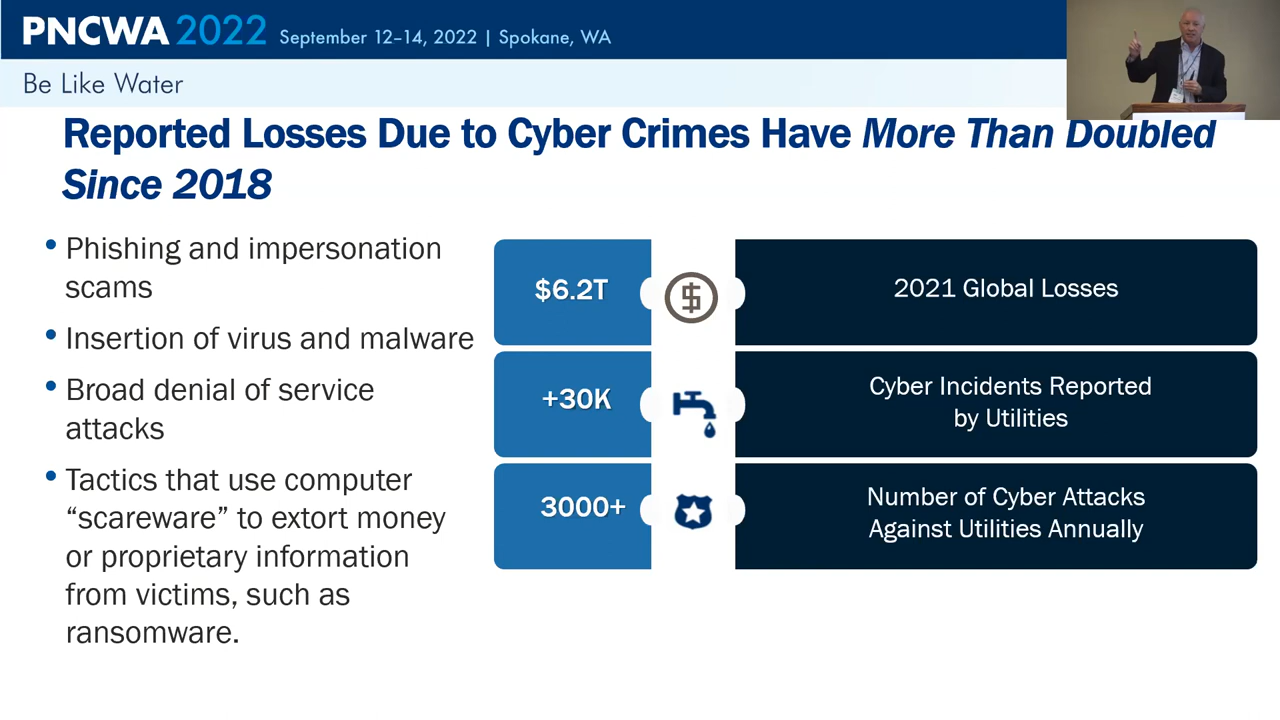 PNCWA 2022 September 12–14, 2022 | Spokane, WA
Be Like Water
Reported Losses Due to Cyber Crimes Have More Than Doubled
Since 2018
• Phishing and impersonation
scams
• Insertion of virus and malware
• Broad denial of service
attacks
• Tactics that use computer
“scareware” to extort money
or proprietary information
from victims, such as
ransomware.
$6.2T
2021 Global Losses
+30K
Cyber Incidents Reported
by Utilities
3000+
Number of Cyber Attacks
Against Utilities Annually